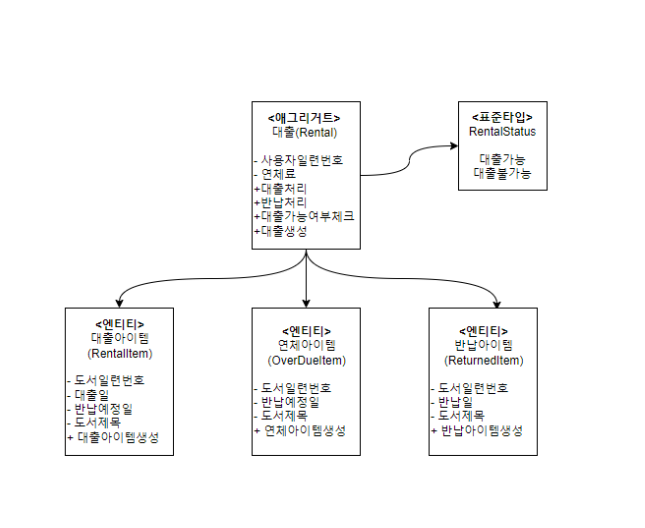 <애그리거트>
대출(Rental)
- 사용자일련번호
- 연체료
+대출처리
+반납처리
+대출가능여부체크
+대출생성
<표준타입>
RentalStatus
대출가능
대출불가능
<엔티티>
대출아이템
(RentalItem)
- 도서일련번호
- 대출일
- 반납예정일
- 도서제목
+ 대출아이템생성
<엔티티>
연체아이템
(OverDueItem)
- 도서일련번호
- 반납예정일
- 도서제목
+ 연체아이템생성
<엔티티>
반납아이템
(ReturnedItem)
- 도서일련번호
- 반납일
- 도서제목
+ 반납아이템생성